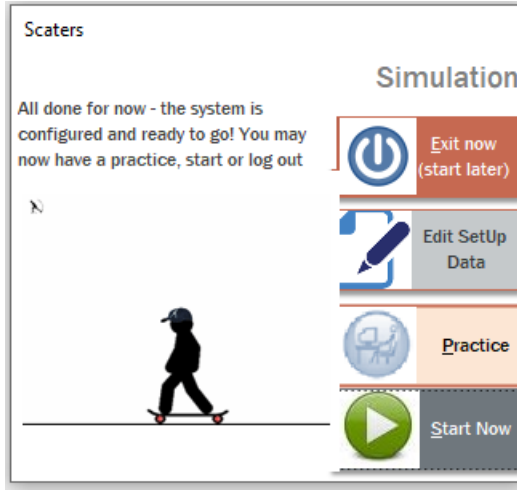 Scaters
Simulation
All done for now - the system is
configured and ready to go! You may
now have a practice, start or log out
Exit now
(start later)
Edit SetUp
Data
Practice
Start Now